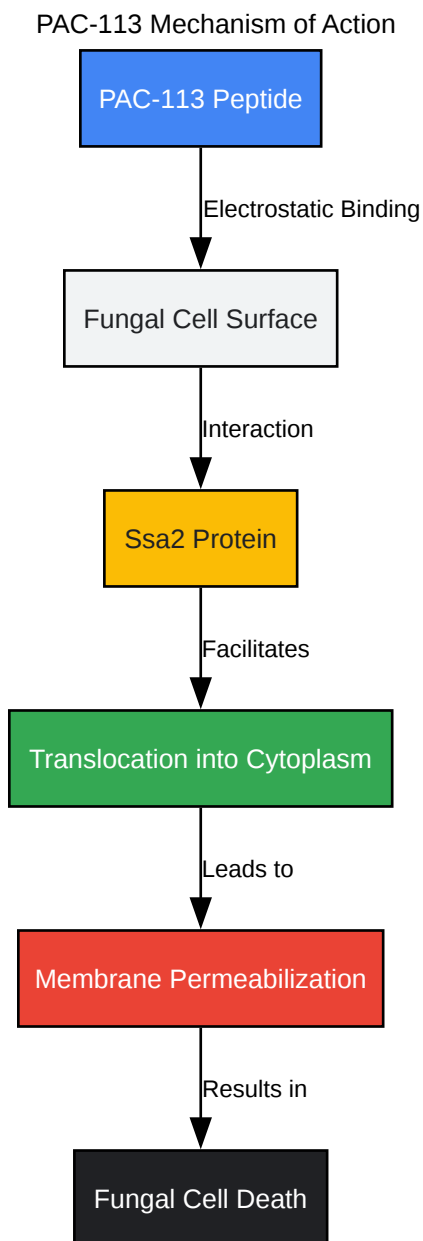 PAC-113 Mechanism of Action
PAC-113 Peptide
Electrostatic Binding
Fungal Cell Surface
Interaction
Ssa2 Protein
Facilitates
Translocation into Cytoplasm
Leads to
Membrane Permeabilization
Results in
Fungal Cell Death